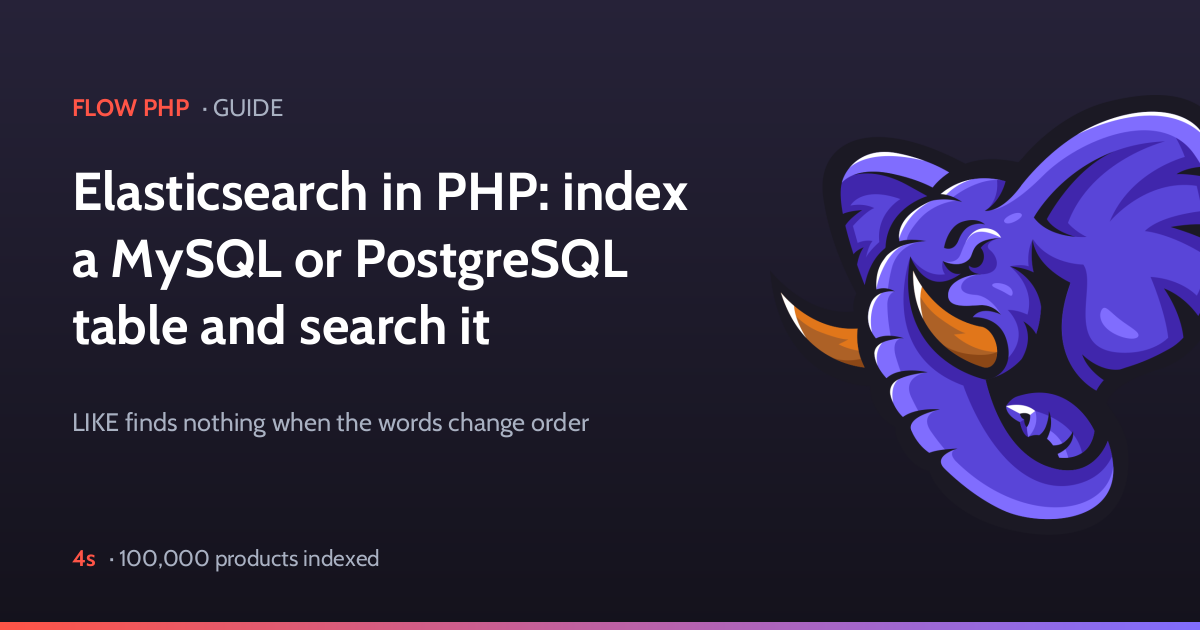 FLOW PHP · GUIDE
Elasticsearch in PHP: index
a MySQL or PostgreSQL
table and search it
LIKE finds nothing when the words change order
4s · 100,000 products indexed